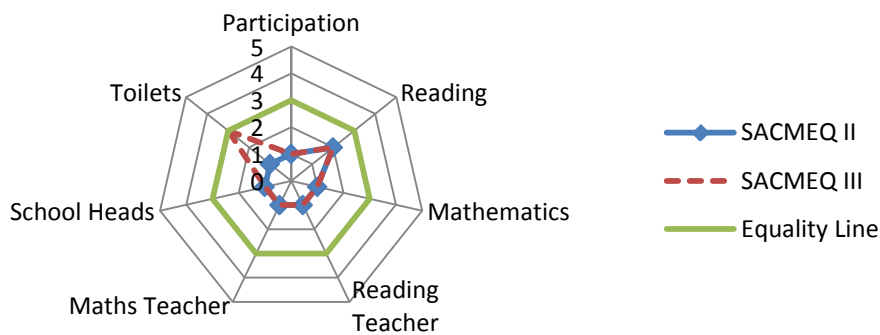 Participation
5
4
3
2
1
0
Toilets
Reading
School Heads
Mathematics
Maths Teacher
Reading
Teacher
SACMEQ II
SACMEQ III
Equality Line